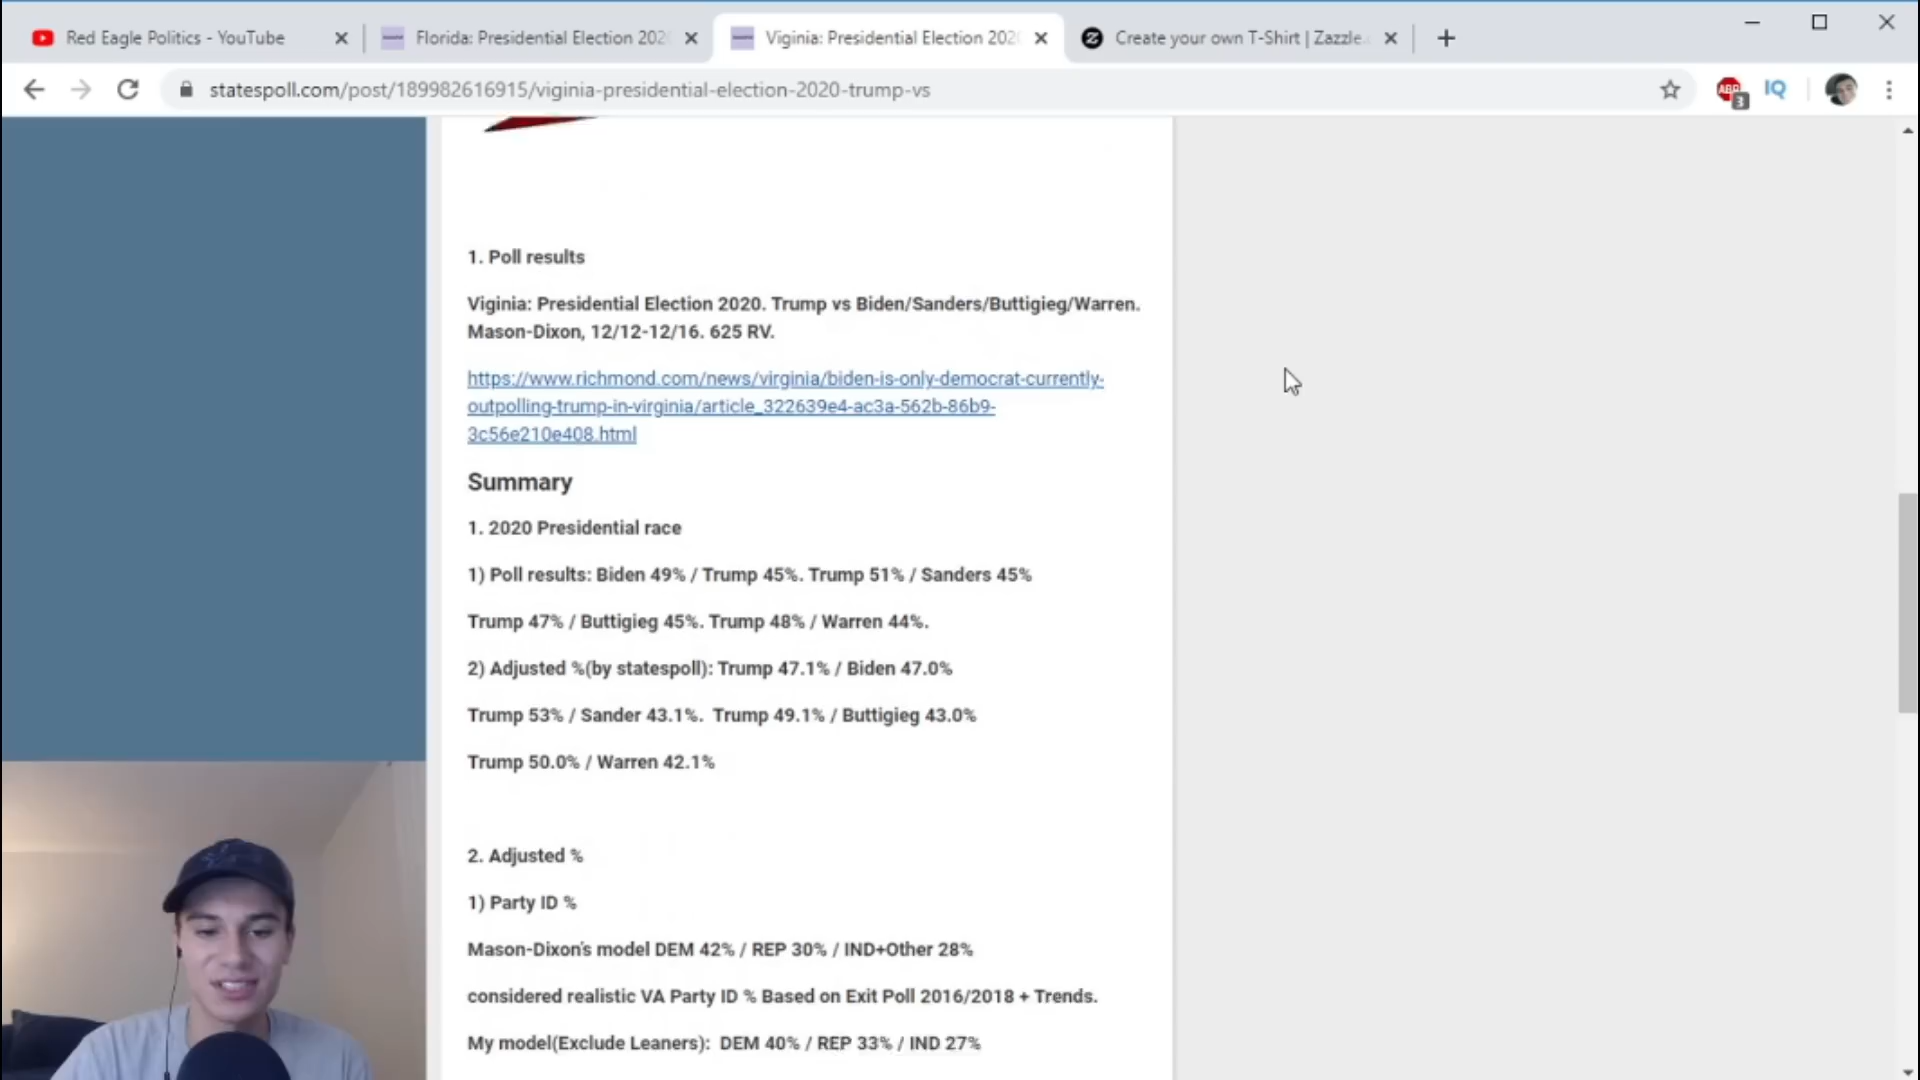 Red Eagle Politics - YouTube
Florida: Presidential Election 202
Viginia: Presidential Election 202
Create your own T-Shirt | Zazzle.
statespoll.com/post/189982616915/viginia-presidential-election-2020-trump-vs
ABP
3
IQ
1. Poll results
Viginia: Presidential Election 2020. Trump vs Biden/Sanders/Buttigieg/Warren.
Mason-Dixon, 12/12-12/16. 625 RV.
https://www.richmond.com/news/virginia/biden-is-only-democrat-currently-
outpolling-trump-in-virginia/article_322639e4-ac3a-562b-86b9-
3c56e210e408.html
Summary
1. 2020 Presidential race
1) Poll results: Biden 49% / Trump 45%. Trump 51% / Sanders 45%
Trump 47% / Buttigieg 45%. Trump 48% / Warren 44%.
2) Adjusted %(by statespoll): Trump 47.1% / Biden 47.0%
Trump 53% / Sander 43.1%. Trump 49.1% / Buttigieg 43.0%
Trump 50.0% / Warren 42.1%
2. Adjusted %
1) Party ID %
Mason-Dixon's model DEM 42% / REP 30% / IND+Other 28%
considered realistic VA Party ID % Based on Exit Poll 2016/2018 + Trends.
My model(Exclude Leaners): DEM 40% / REP 33% / IND 27%